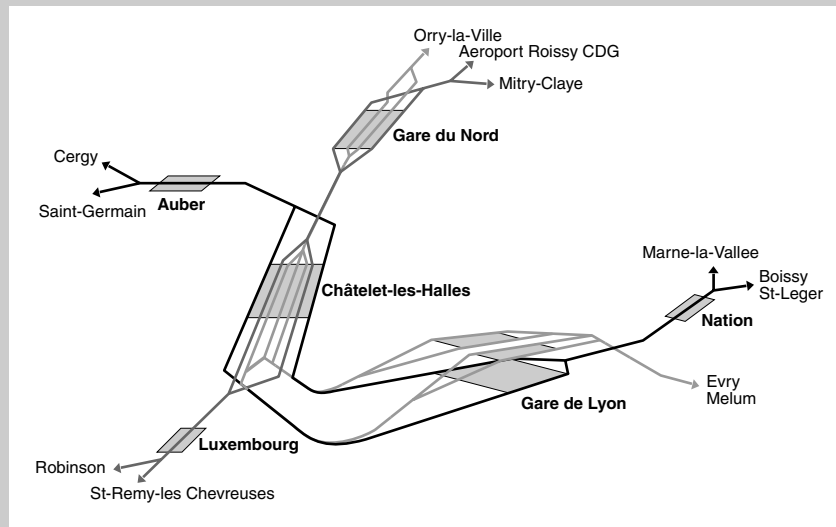 Orry-la-Ville
Aeroport Roissy CDG
Mitry-Claye
Gare du Nord
Cergy
Saint-Germain
Auber
Marne-la-Vallee
Boissy
St-Leger
Châtelet-les-Halles
Nation
Evry
Melum
Gare de Lyon
Luxembourg
Robinson
St-Remy-les Chevreuses